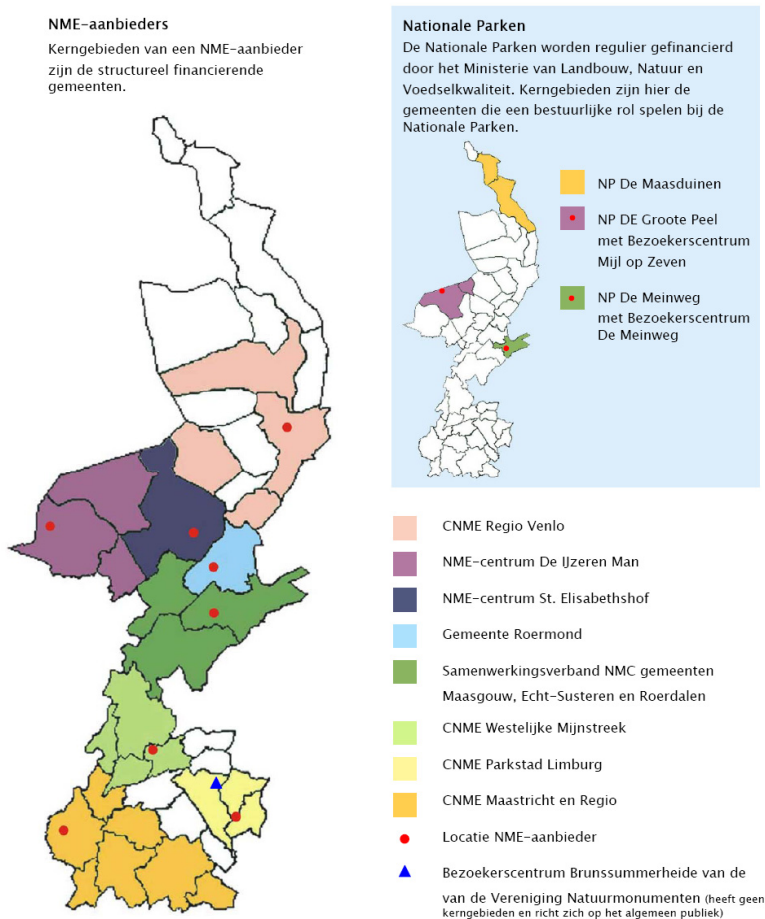 NME-aanbieders
Kerngebieden van een NME-aanbieder
zijn de structureel financierende
gemeenten.
Nationale Parken
De Nationale Parken worden regulier gefinancierd
door het Ministerie van Landbouw, Natuur en
Voedselkwaliteit. Kerngebieden zijn hier de
gemeenten die een bestuurlijke rol spelen bij de
Nationale Parken.
NP De Maasduinen
NP DE Groote Peel
met Bezoekerscentrum
Mijl op Zeven
NP De Meinweg
met Bezoekerscentrum
De Meinweg
CNME Regio Venlo
NME-centrum De IJzeren Man
NME-centrum St. Elisabethshof
Gemeente Roermond
Samenwerkingsverband NMC gemeenten
Maasgouw, Echt-Susteren en Roerdalen
CNME Westelijke Mijnstreek
CNME Parkstad Limburg
CNME Maastricht en Regio
Locatie NME-aanbieder
Bezoekerscentrum Brunssummerheide van de
van de Vereniging Natuurmonumenten (heeft geen
kerngebieden en richt zich op het algemeen publiek)